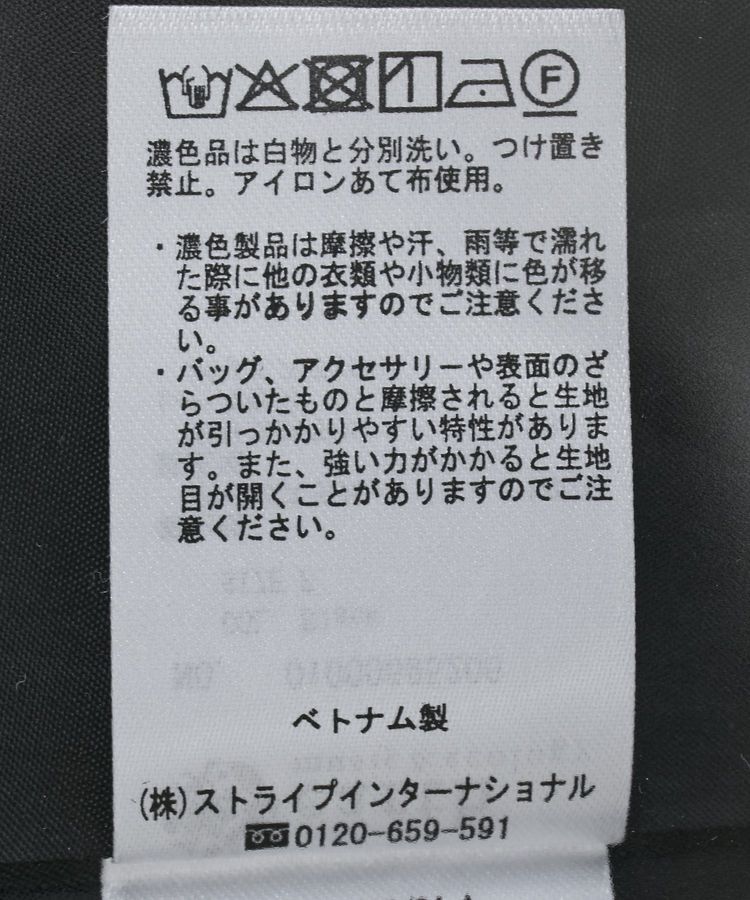 F
濃色品は白物と分別洗い。つけ置き
禁止。アイロンあて布使用。
・濃色製品は摩擦や汗、雨等で濡れ
た際に他の衣類や小物類に色が移
る事がありますのでご注意くださ
い。
・バッグ、アクセサリーや表面のざ
らついたものと摩擦されると生地
が引っかかりやすい特性がありま
す。また、強い力がかかると生地
目が開くことがありますのでご注
意ください。
ベトナム製
(株)ストライプインターナショナル
0120-659-591